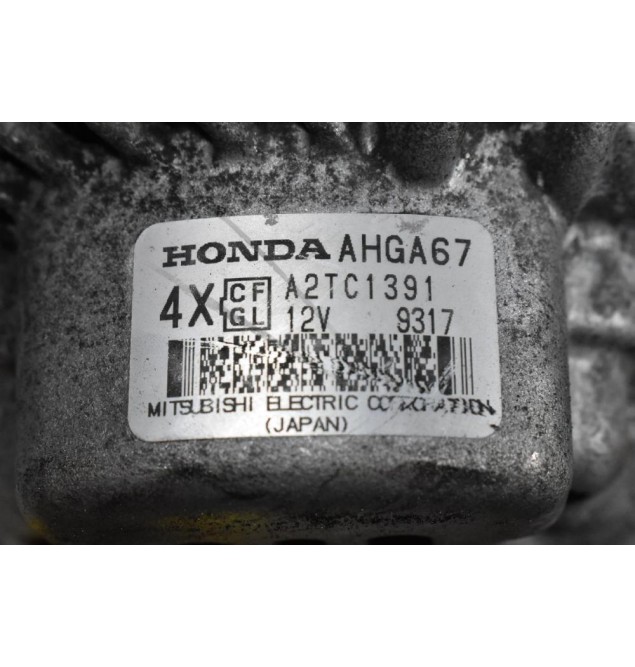 HONDA AHGA67
4X CF GL A2TC1391
12V 9317
MITSUBISHI ELECTRIC CORPORATION
(JAPAN)